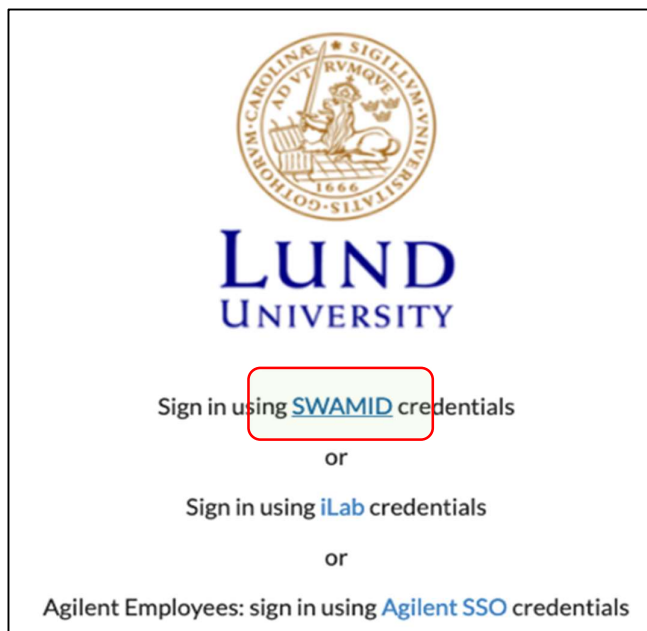 SIGILLVM·VNIVERSITATIS·GOTHORVM·CAROLINÆ
AD VTRVMQVE
1666
LUND
UNIVERSITY
Sign in using SWAMID credentials
or
Sign in using iLab credentials
or
Agilent Employees: sign in using Agilent SSO credentials